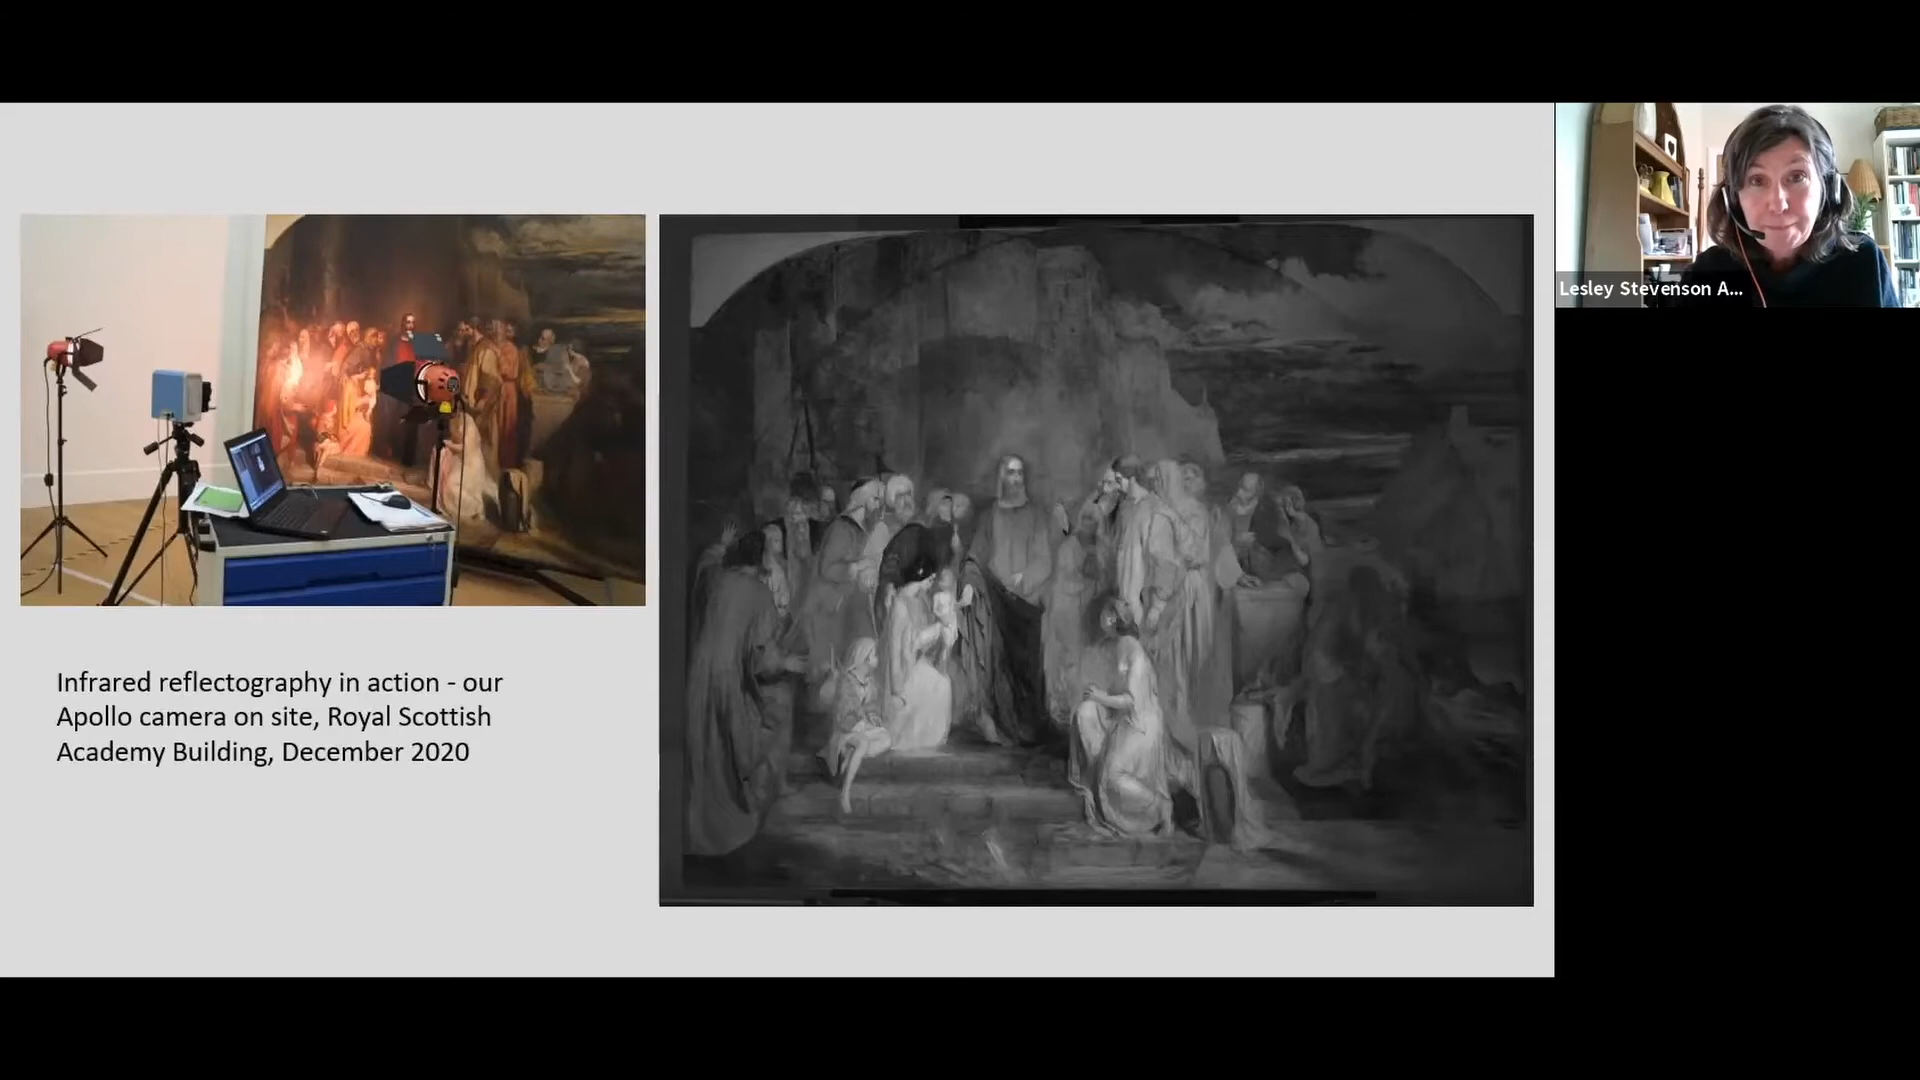 Infrared reflectography in action - our
Apollo camera on site, Royal Scottish
Academy Building, December 2020
Lesley Stevenson A...